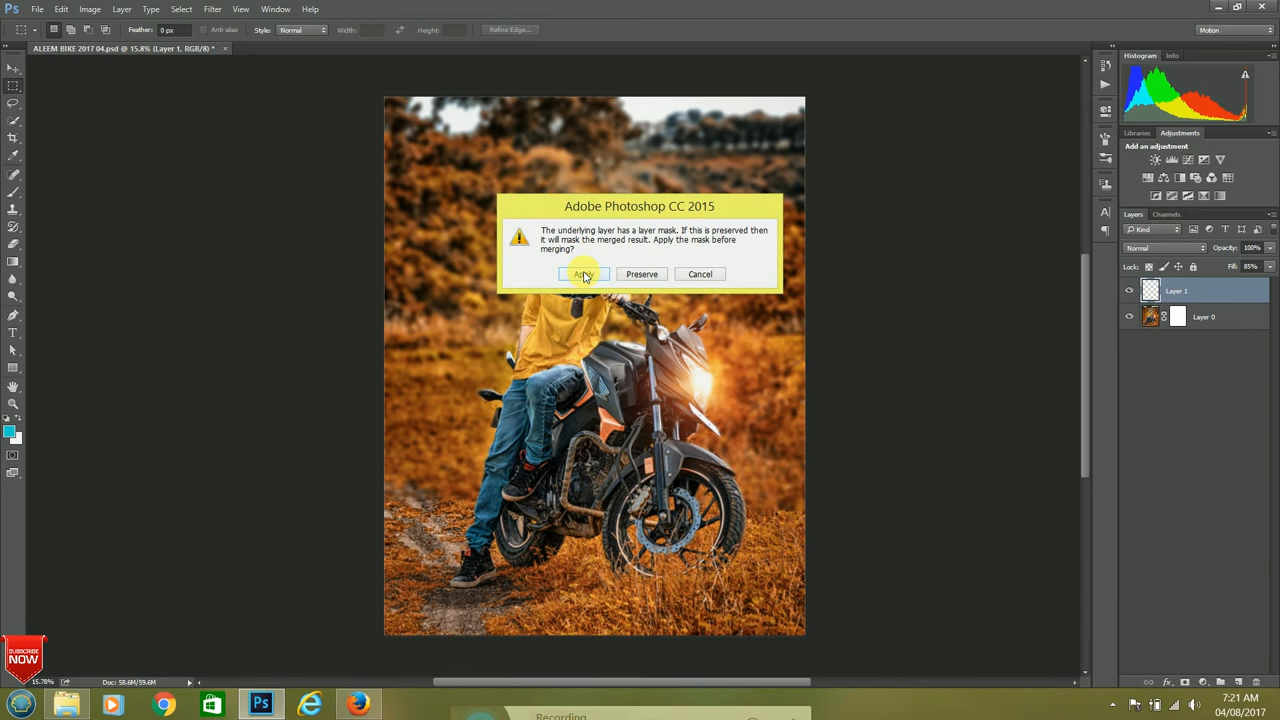 Ps File Edit Image Layer Type Select Filter View Window Help
Feather: 0 px Anti-alias Style: Normal Width: Height: Refine Edge... Motion
ALEEM BIKE 2017 04.psd @ 15.8% (Layer 1, RGB/8) * ×
Histogram Info
Libraries Adjustments
Add an adjustment
Layers Channels
Kind
Normal Opacity: 100%
Lock: Fill: 85%
Layer 1
Layer 0
Adobe Photoshop CC 2015
The underlying layer has a layer mask. If this is preserved then
it will mask the merged result. Apply the mask before
merging?
Apply Preserve Cancel
SUBSCRIBE
NOW
15.78% Doc: 58.6M/59.6M
Ps
Recording
7:21 AM
04/08/2017